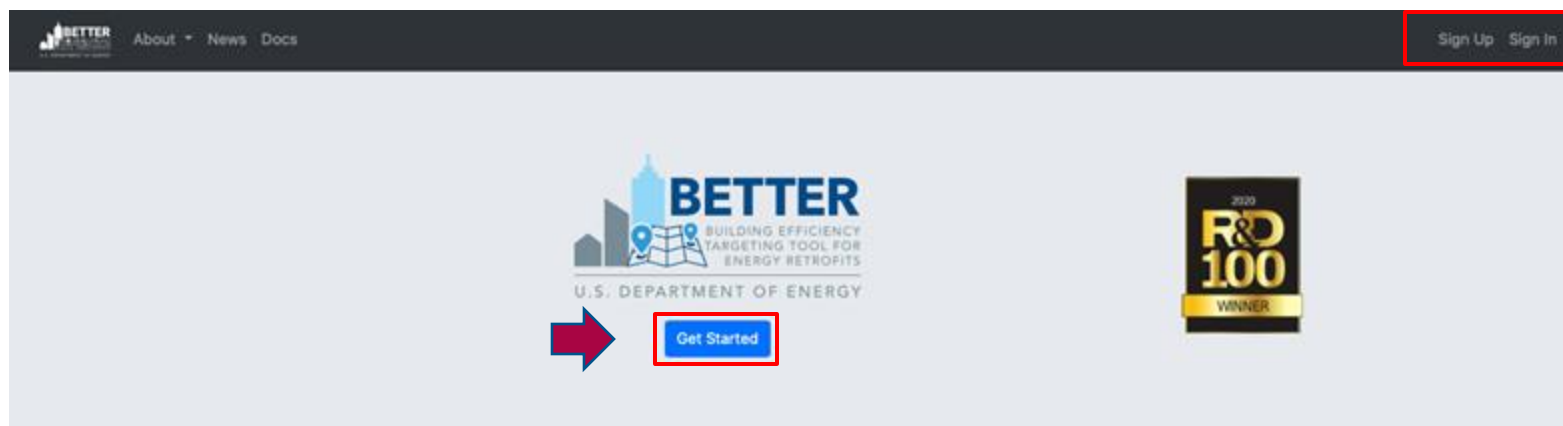 BETTER
About News Docs
Sign Up Sign In
BETTER
BUILDING EFFICIENCY
TARGETING TOOL FOR
ENERGY RETROFITS
U.S. DEPARTMENT OF ENERGY
Get Started
2020
R&D
100
WINNER